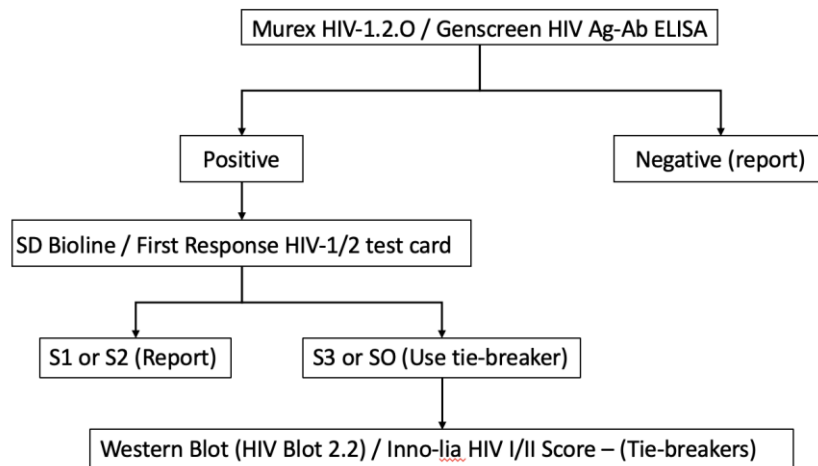 Murex HIV-1.2.O / Genscreen HIV Ag-Ab ELISA
Positive
Negative (report)
SD Bioline / First Response HIV-1/2 test card
S1 or S2 (Report)
S3 or SO (Use tie-breaker)
Western Blot (HIV Blot 2.2) / Inno-lia HIV I/II Score – (Tie-breakers)